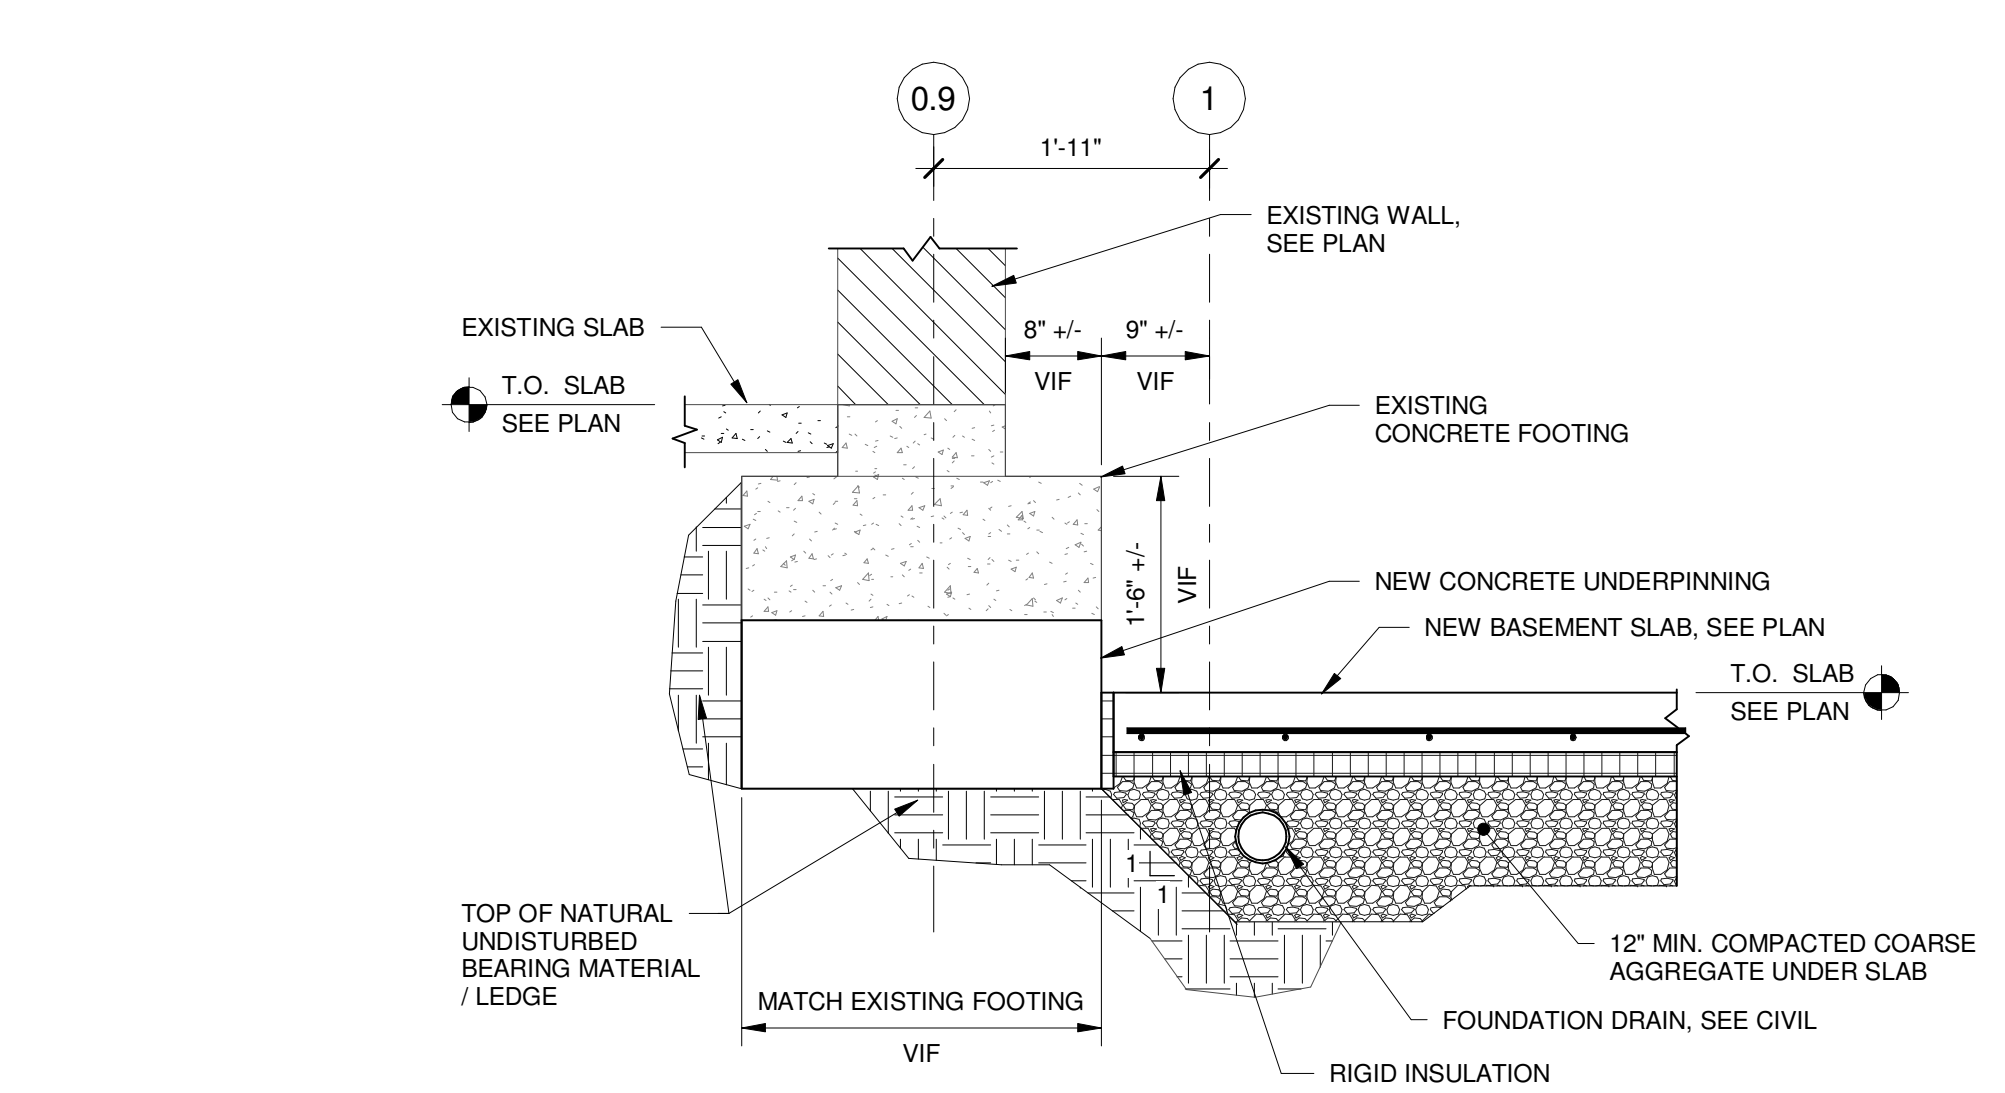 0.9
1
1'-11"
EXISTING WALL,
SEE PLAN
EXISTING SLAB
8" +/-
9" +/-
VIF
VIF
T.O. SLAB
SEE PLAN
EXISTING
CONCRETE FOOTING
1'-6" +/-
VIF
NEW CONCRETE UNDERPINNING
NEW BASEMENT SLAB, SEE PLAN
T.O. SLAB
SEE PLAN
1
1
TOP OF NATURAL
UNDISTURBED
BEARING MATERIAL
/ LEDGE
12" MIN. COMPACTED COARSE
AGGREGATE UNDER SLAB
MATCH EXISTING FOOTING
VIF
FOUNDATION DRAIN, SEE CIVIL
RIGID INSULATION